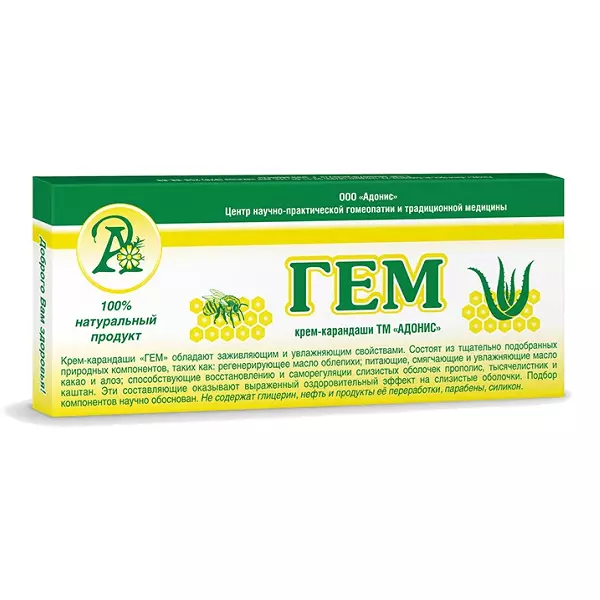 ООО «Адонис»
Центр научно-практической гомеопатии и традиционной медицины
А
ГЕМ
крем-карандаши ТМ «АДОНИС»
100%
натуральный
продукт
Крем-карандаши «ГЕМ» обладают заживляющим и увлажняющим свойствами. Состоят из тщательно подобранных
природных компонентов, таких как: регенерирующее масло облепихи; питающие, смягчающие и увлажняющие масло
какао и алоэ; способствующие восстановлению и саморегуляции слизистых оболочек прополис, тысячелистник и
каштан. Эти составляющие оказывают выраженный оздоровительный эффект на слизистые оболочки. Подбор
компонентов научно обоснован. Не содержат глицерин, нефть и продукты её переработки, парабены, силикон.
Доброго Вам здоровья!